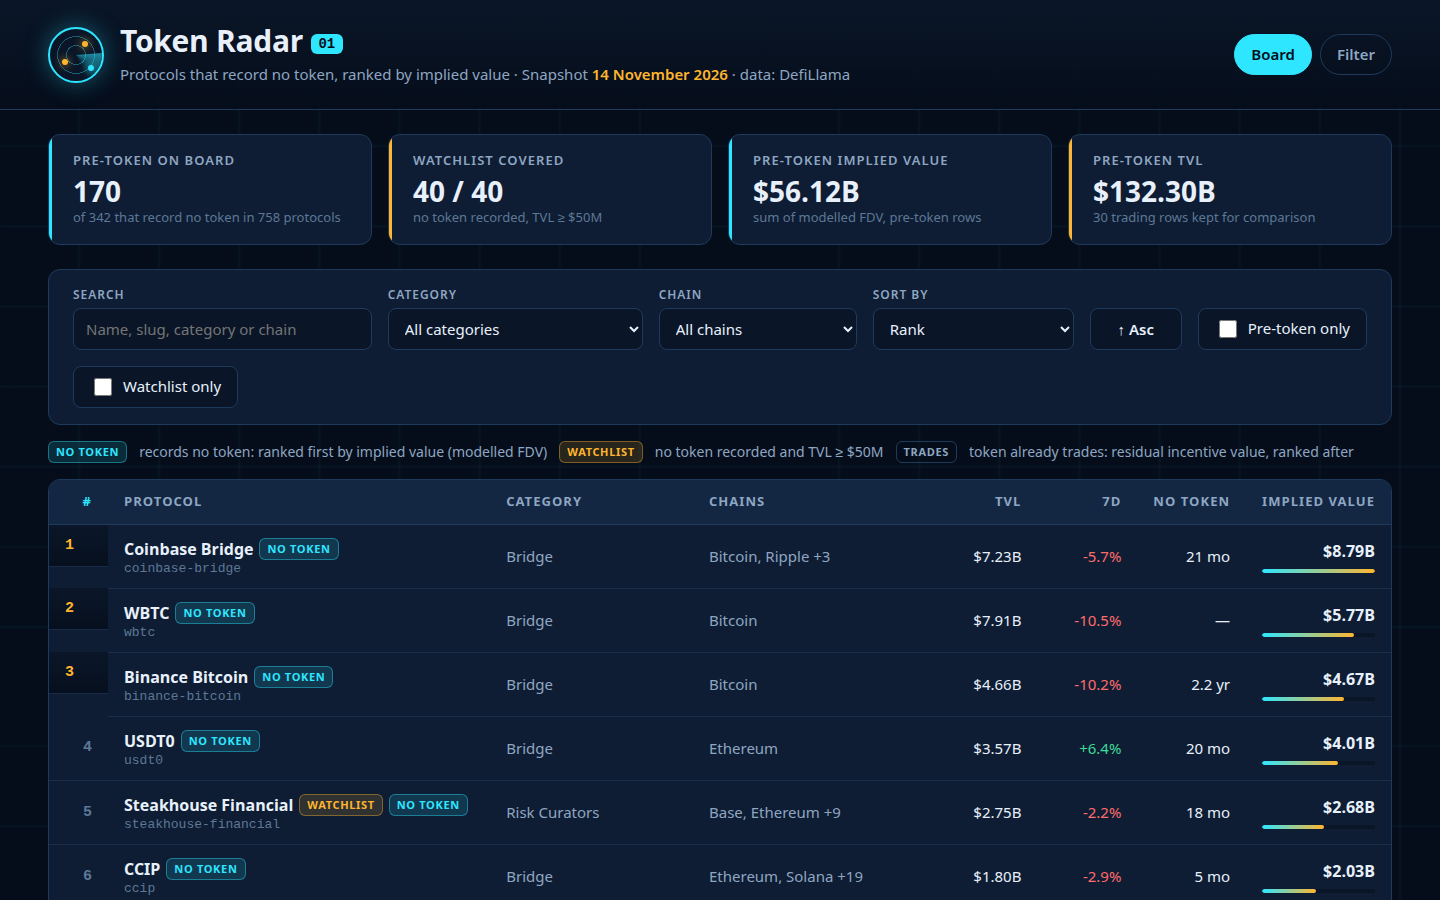 Token Radar 01
Protocols that record no token, ranked by implied value · Snapshot 14 November 2026 · data: DefiLlama
Board
Filter
PRE-TOKEN ON BOARD
170
of 342 that record no token in 758 protocols
WATCHLIST COVERED
40 / 40
no token recorded, TVL ≥ $50M
PRE-TOKEN IMPLIED VALUE
$56.12B
sum of modelled FDV, pre-token rows
PRE-TOKEN TVL
$132.30B
30 trading rows kept for comparison
SEARCH
Name, slug, category or chain
CATEGORY
All categories
CHAIN
All chains
SORT BY
Rank
↑ Asc
Pre-token only
Watchlist only
NO TOKEN records no token: ranked first by implied value (modelled FDV) WATCHLIST no token recorded and TVL ≥ $50M TRADES token already trades: residual incentive value, ranked after
# PROTOCOL CATEGORY CHAINS TVL 7D NO TOKEN IMPLIED VALUE
1 Coinbase Bridge NO TOKEN Bridge Bitcoin, Ripple +3 $7.23B -5.7% 21 mo $8.79B
coinbase-bridge
2 WBTC NO TOKEN Bridge Bitcoin $7.91B -10.5% — $5.77B
wbtc
3 Binance Bitcoin NO TOKEN Bridge Bitcoin $4.66B -10.2% 2.2 yr $4.67B
binance-bitcoin
4 USDT0 NO TOKEN Bridge Ethereum $3.57B +6.4% 20 mo $4.01B
usdt0
5 Steakhouse Financial WATCHLIST NO TOKEN Risk Curators Base, Ethereum +9 $2.75B -2.2% 18 mo $2.68B
steakhouse-financial
6 CCIP NO TOKEN Bridge Ethereum, Solana +19 $1.80B -2.9% 5 mo $2.03B
ccip